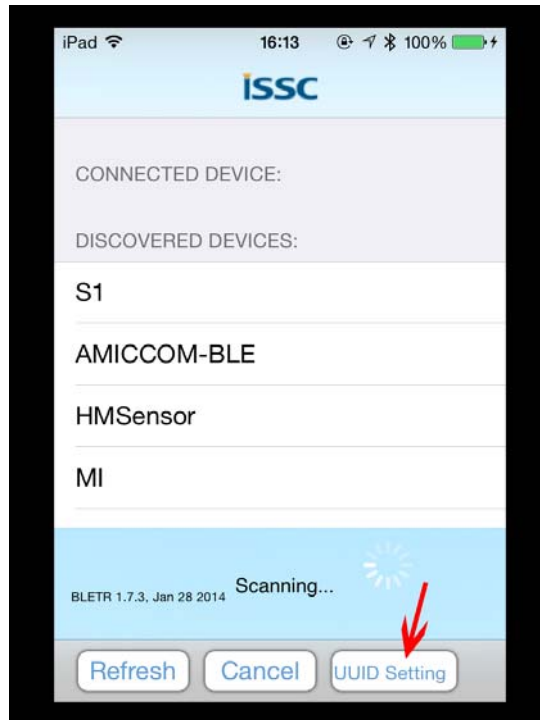 iPad 16:13 100%
issc
CONNECTED DEVICE:
DISCOVERED DEVICES:
S1
AMICCOM-BLE
HMSensor
MI
BLETR 1.7.3, Jan 28 2014 Scanning...
Refresh Cancel UUID Setting